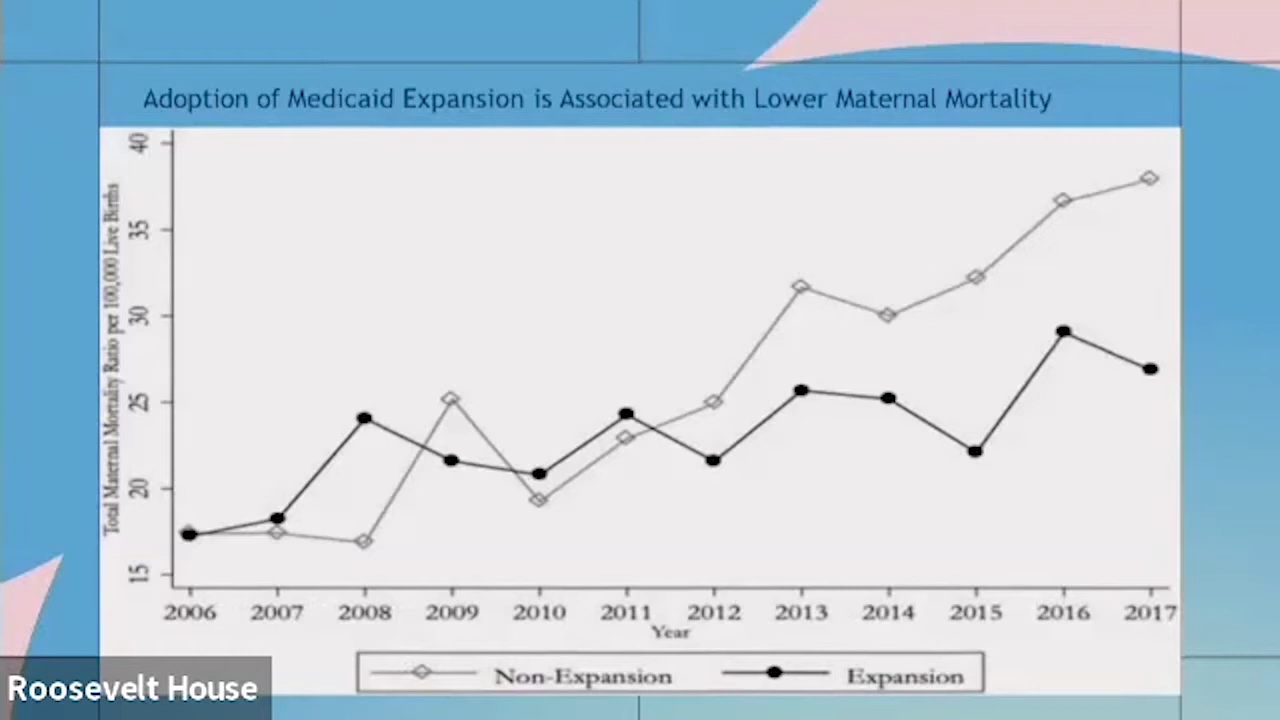 Adoption of Medicaid Expansion is Associated with Lower Maternal Mortality
Total Maternal Mortality Ratio per 100,000 Live Births
40
35
30
25
20
15
2006 2007 2008 2009 2010 2011 2012 2013 2014 2015 2016 2017
Year
Non-Expansion Expansion
Roosevelt House